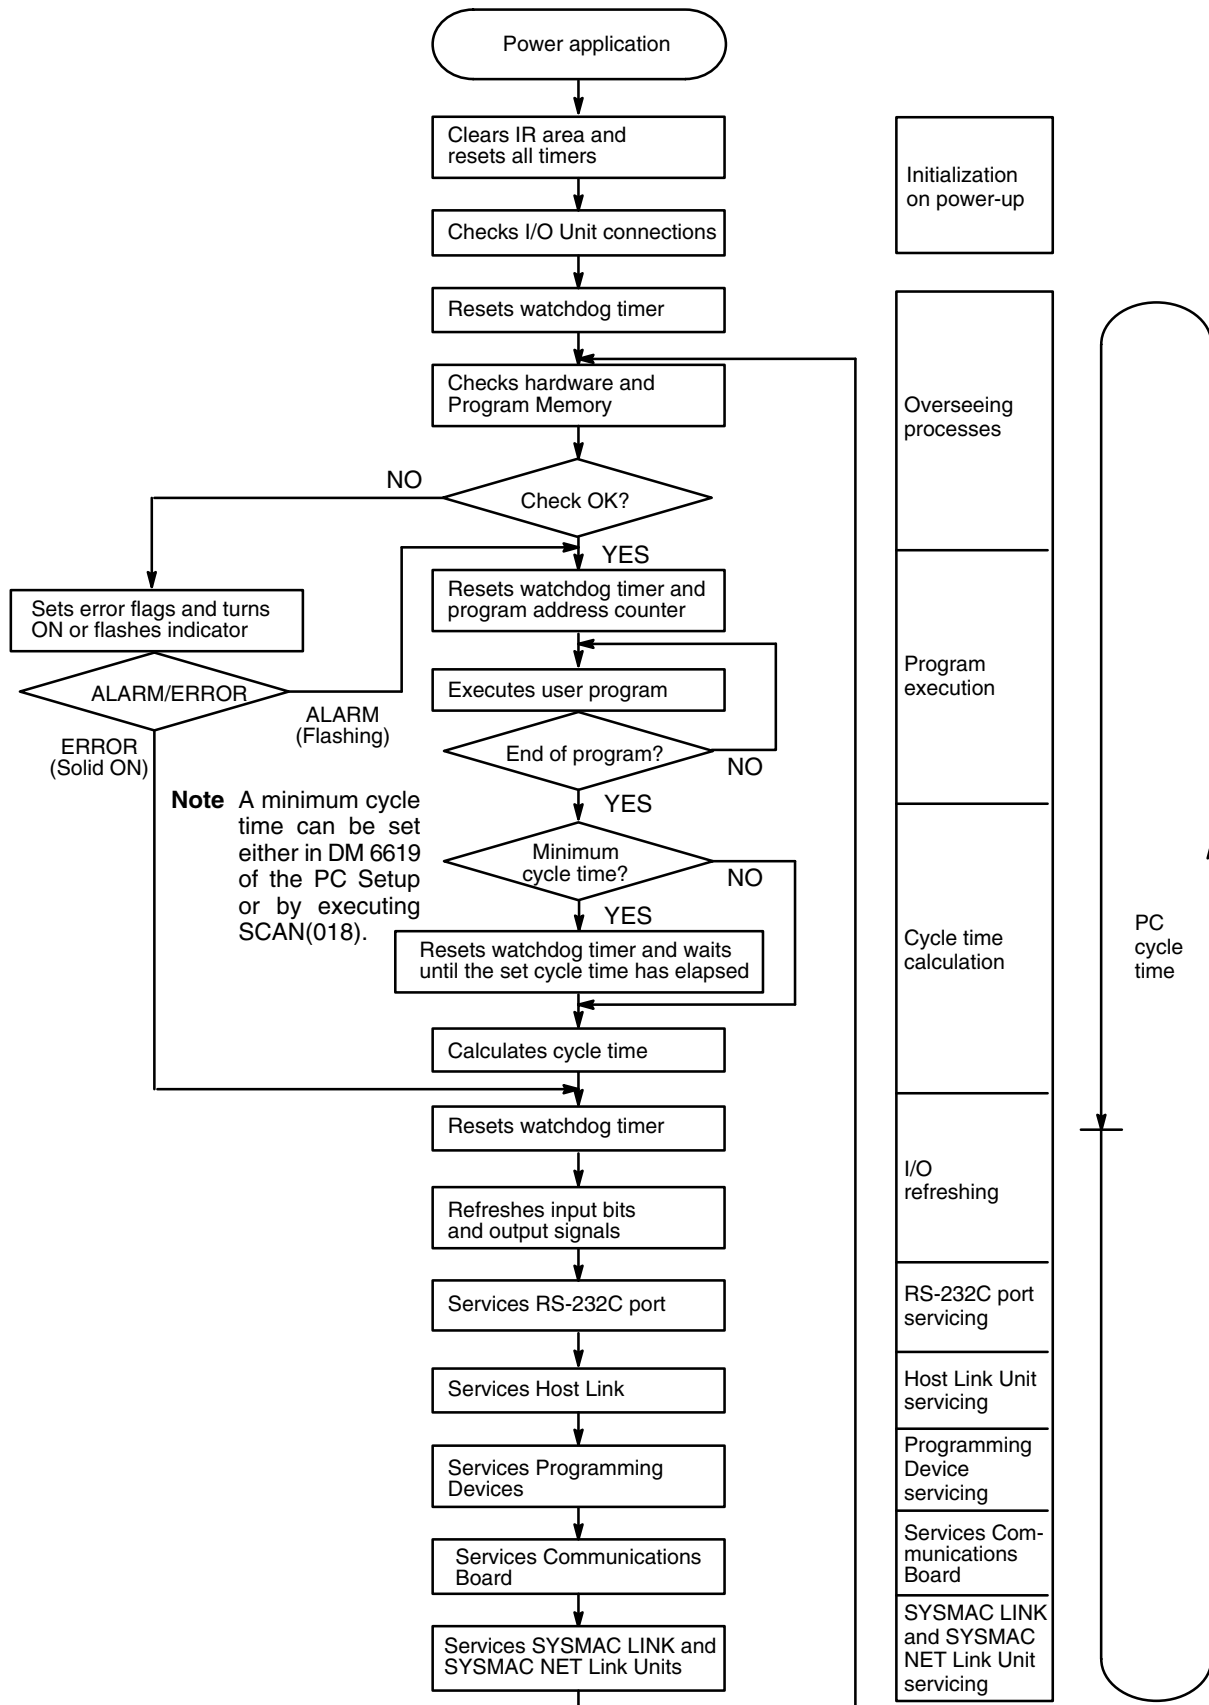 Power application
Clears IR area and
resets all timers
Initialization
on power-up
Checks I/O Unit connections
Resets watchdog timer
Checks hardware and
Program Memory
Overseeing
processes
NO
Check OK?
YES
Sets error flags and turns
ON or flashes indicator
Resets watchdog timer and
program address counter
ALARM/ERROR
ALARM
(Flashing)
ERROR
(Solid ON)
Executes user program
Program
execution
End of program?
NO
YES
Note A minimum cycle
time can be set
either in DM 6619
of the PC Setup
or by executing
SCAN(018).
Minimum
cycle time?
NO
YES
Resets watchdog timer and waits
until the set cycle time has elapsed
Cycle time
calculation
PC
cycle
time
Calculates cycle time
Resets watchdog timer
Refreshes input bits
and output signals
I/O
refreshing
Services RS-232C port
RS-232C port
servicing
Services Host Link
Host Link Unit
servicing
Services Programming
Devices
Programming
Device
servicing
Services Communications
Board
Services Com-
munications
Board
Services SYSMAC LINK and
SYSMAC NET Link Units
SYSMAC LINK
and SYSMAC
NET Link Unit
servicing